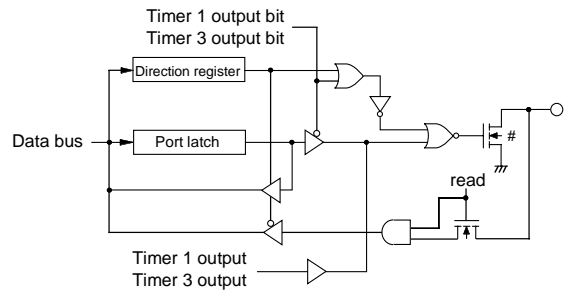 Timer 1 output bit
Timer 3 output bit
Direction register
Data bus
Port latch
#
read
Timer 1 output
Timer 3 output